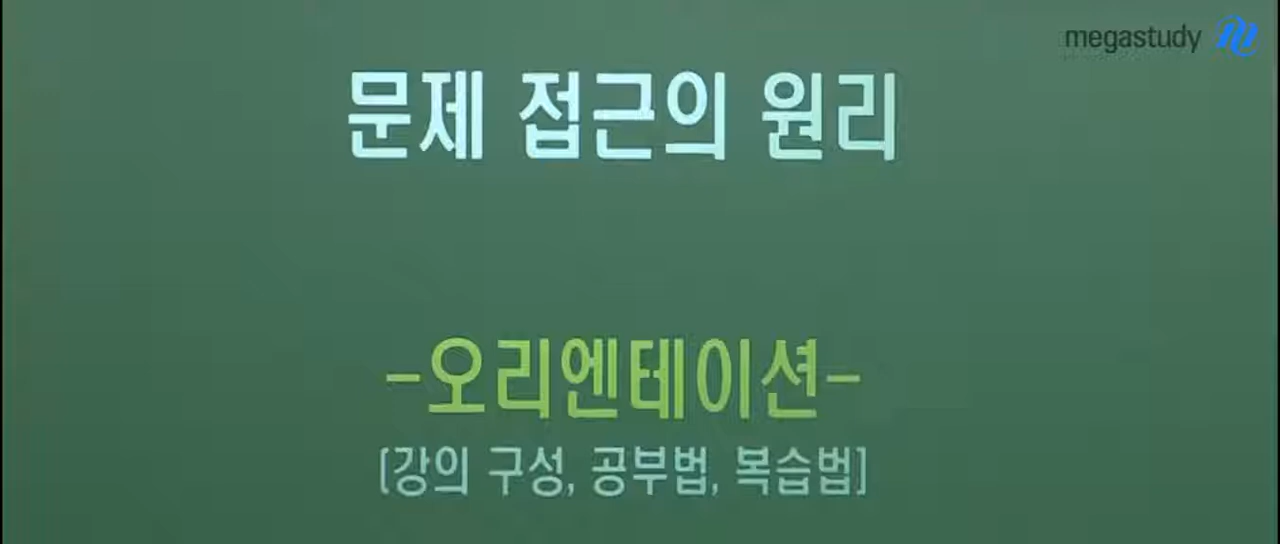 megastudy
문제 접근의 원리
-오리엔테이션-
[강의 구성, 공부법, 복습법]